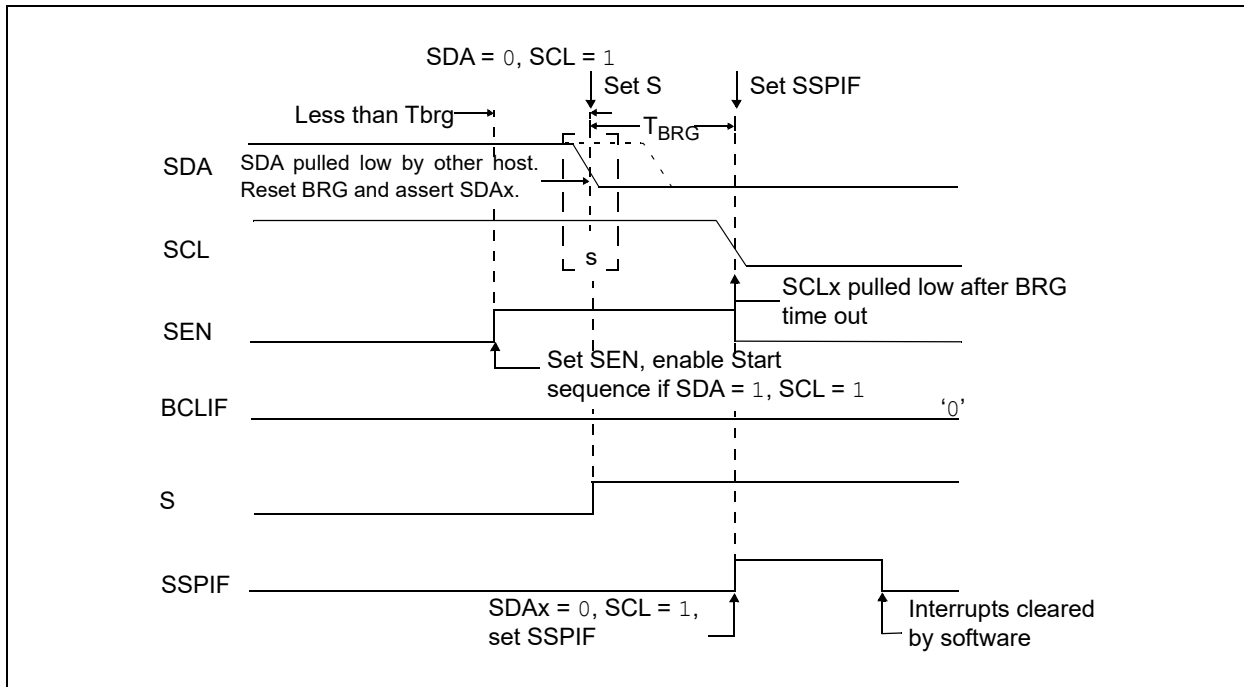 SDA = 0, SCL = 1
Set S
Set SSPIF
Less than Tbrg
TBRG
SDA
SDA pulled low by other host.
Reset BRG and assert SDAx.
SCL
s
SCLx pulled low after BRG
time out
SEN
Set SEN, enable Start
sequence if SDA = 1, SCL = 1
BCLIF
‘0’
S
SSPIF
SDAx = 0, SCL = 1,
set SSPIF
Interrupts cleared
by software